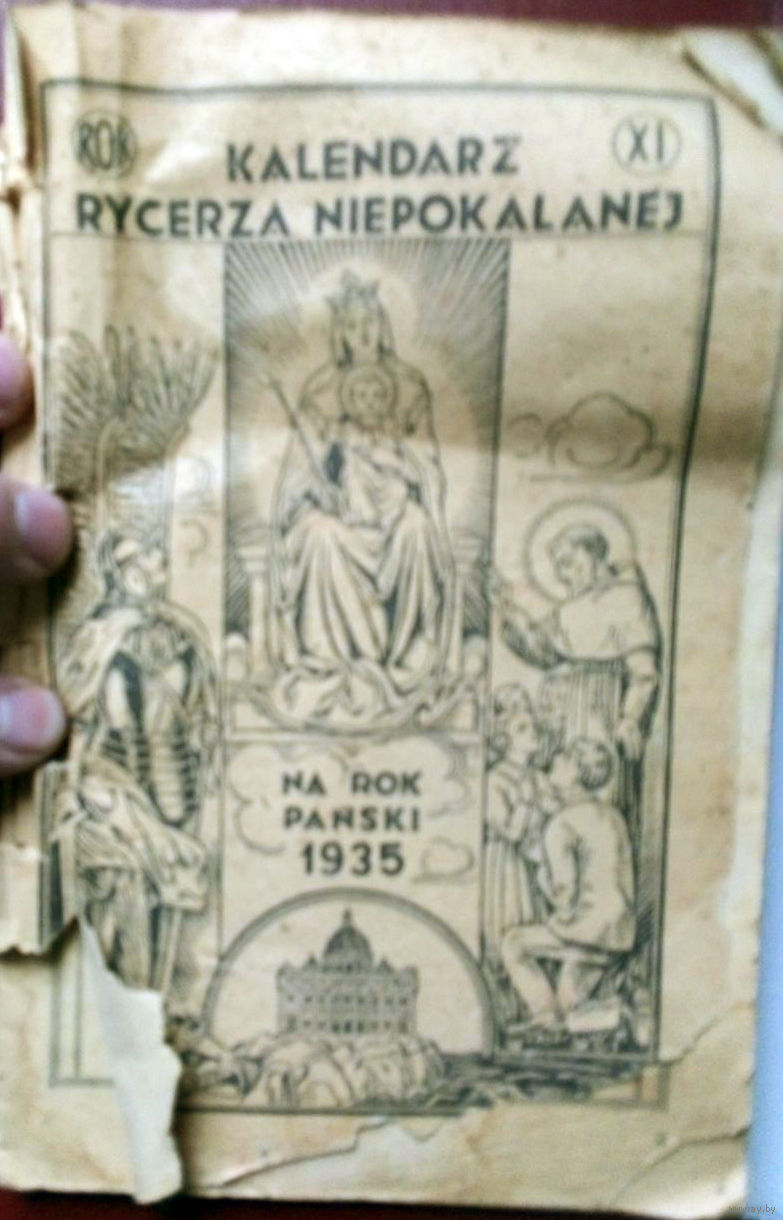 ROK XI
KALENDARZ
RYCERZA NIEPOKALANEJ
NA ROK
PAŃSKI
1935